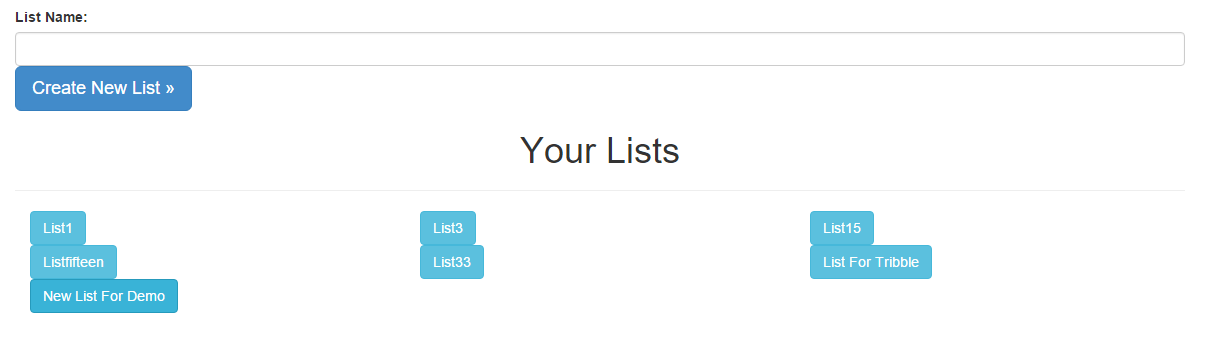 List Name:
Create New List »
Your Lists
List1 List3 List15
Listfifteen List33 List For Tribble
New List For Demo